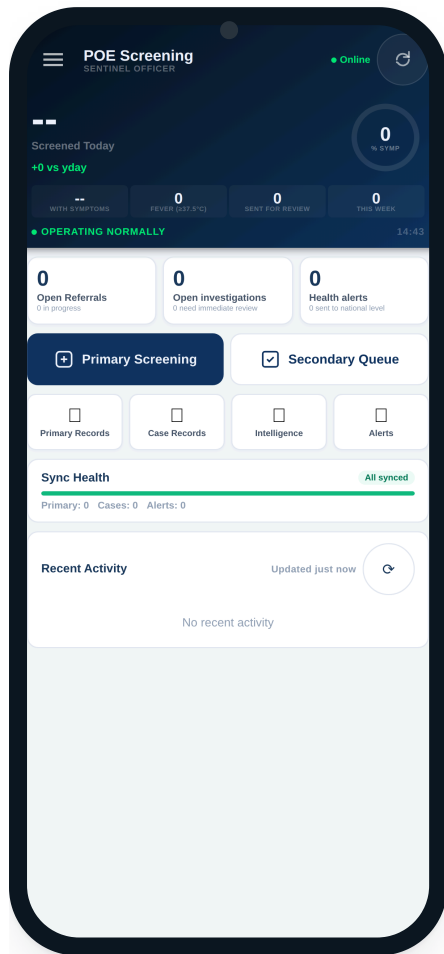 POE Screening
SENTINEL OFFICER
Online
--
Screened Today
+0 vs yday
0
% SYMP
--
WITH SYMPTOMS
0
FEVER (≥37.5°C)
0
SENT FOR REVIEW
0
THIS WEEK
OPERATING NORMALLY
14:43
0
Open Referrals
0 in progress
0
Open investigations
0 need immediate review
0
Health alerts
0 sent to national level
Primary Screening
Secondary Queue
Primary Records
Case Records
Intelligence
Alerts
Sync Health
All synced
Primary: 0 Cases: 0 Alerts: 0
Recent Activity
Updated just now
No recent activity